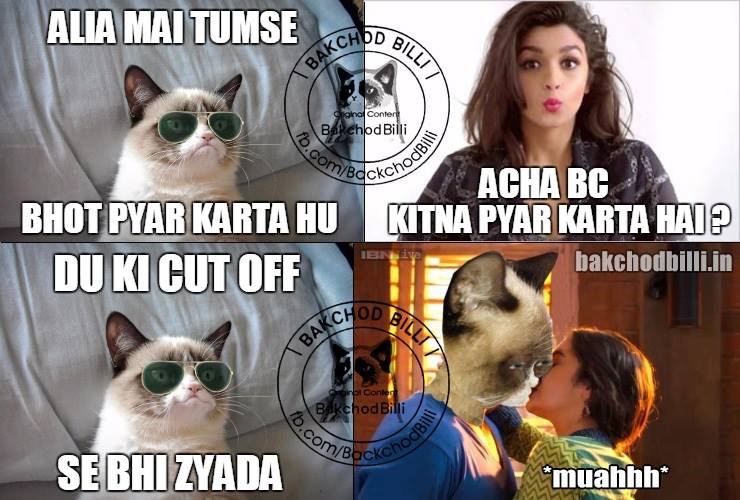 ALIA MAI TUMSE
BHOT PYAR KARTA HU
BAKCHOD BILLI
Original Content
BakchodBilli
fb.com/BackchodBilli
ACHA BC
KITNA PYAR KARTA HAI ?
DU KI CUT OFF
SE BHI ZYADA
BAKCHOD BILLI
Original Content
BakchodBilli
fb.com/BackchodBilli
IBNlive
bakchodbilli.in
*muahhh*